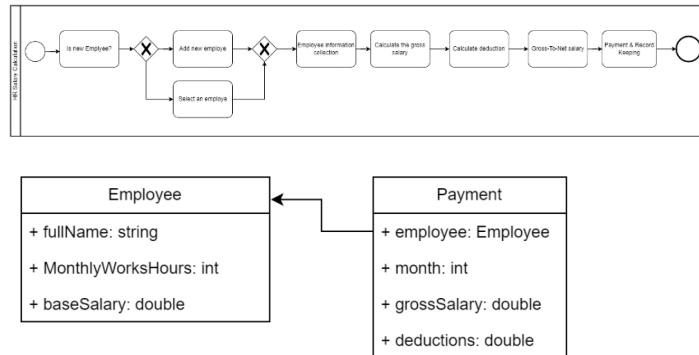 HR Salary Calculation
Is new Emplyee?
Add new employe
Select an employe
Employee information
collection
Calculate the gross
salary
Calculate deduction
Gross-To-Net salary
Payment & Record
Keeping
Employee
+ fullName: string
+ MonthlyWorksHours: int
+ baseSalary: double
Payment
+ employee: Employee
+ month: int
+ grossSalary: double
+ deductions: double